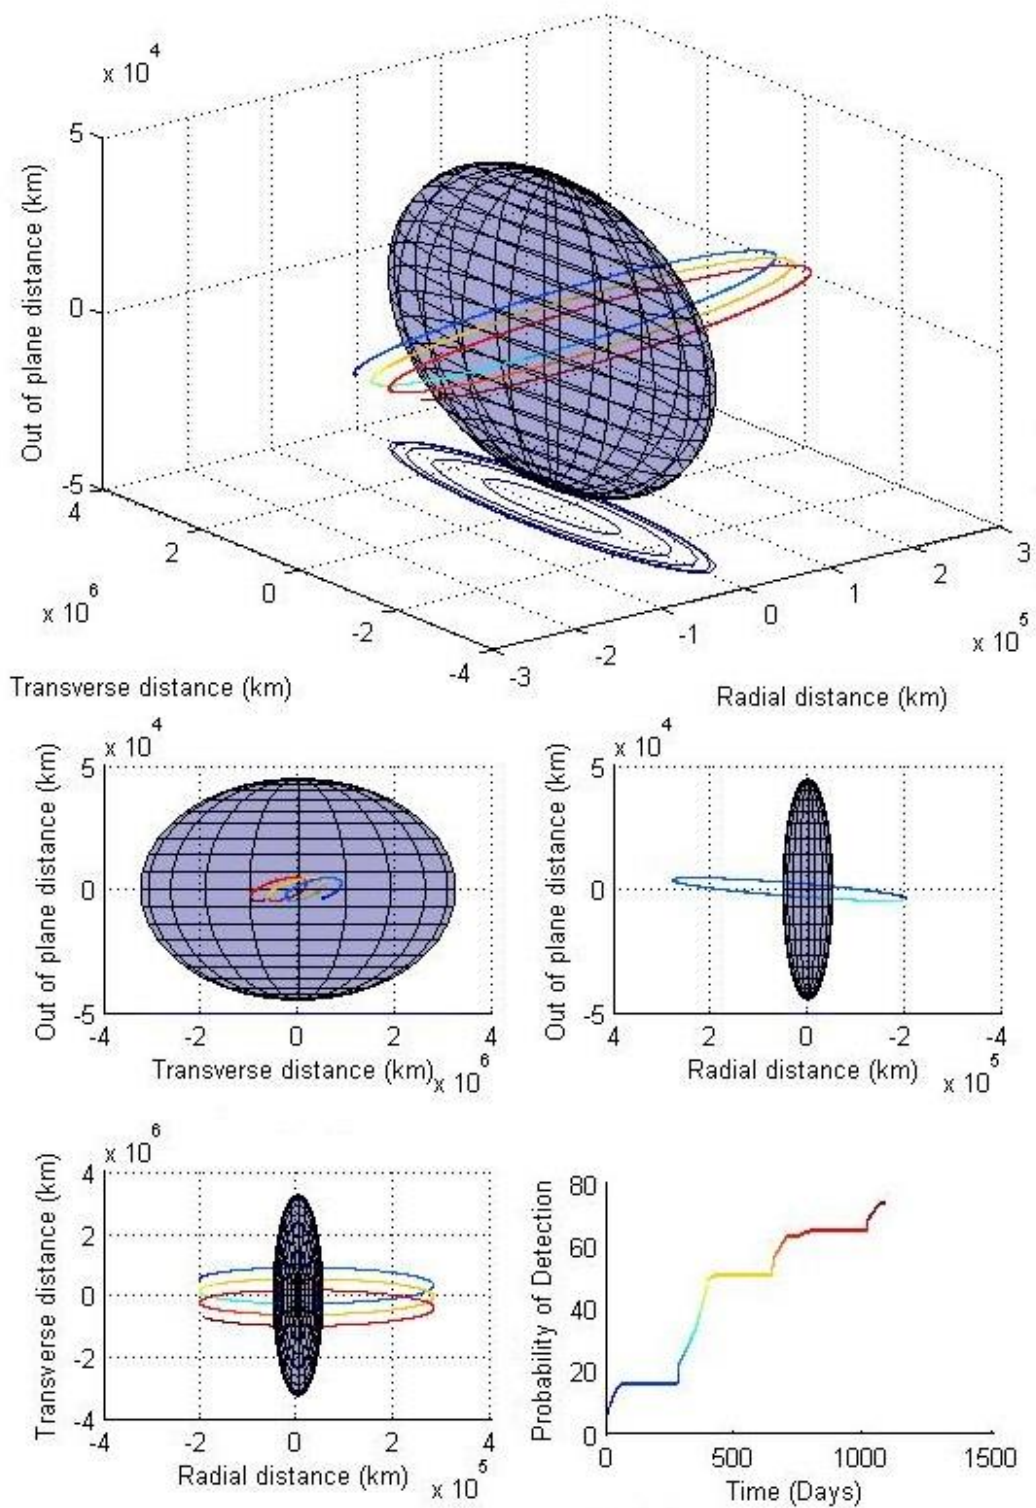 x 10^4
5
0
-5
Out of plane distance (km)
4
2
0
-2
-4
x 10^6
Transverse distance (km)
-3
-2
-1
0
1
2
3
x 10^5
Radial distance (km)
x 10^4
5
0
-5
Out of plane distance (km)
-4
-2
0
2
4
Transverse distance (km)
x 10^6
x 10^4
5
0
-5
Out of plane distance (km)
4
2
0
-2
-4
Radial distance (km)
x 10^5
x 10^6
4
2
0
-2
-4
Transverse distance (km)
-4
-2
0
2
4
Radial distance (km)
x 10^5
80
60
40
20
0
Probability of Detection
0
500
1000
1500
Time (Days)